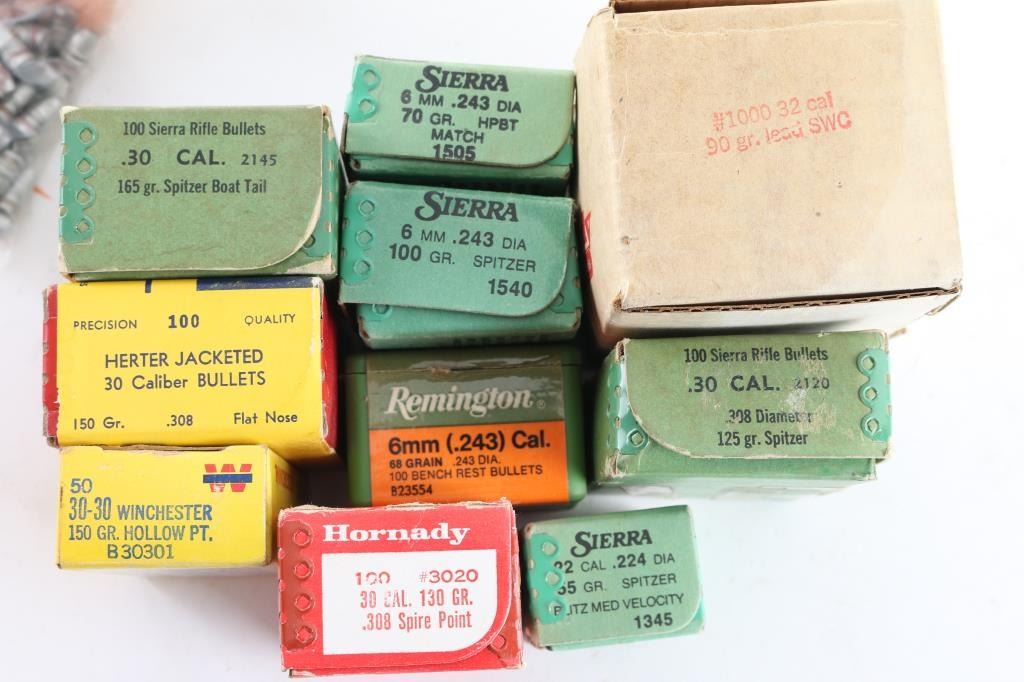 100 Sierra Rifle Bullets
.30 CAL. 2145
165 gr. Spitzer Boat Tail
SIERRA
6 MM .243 DIA
70 GR. HPBT
MATCH
1505
SIERRA
6 MM .243 DIA
100 GR. SPITZER
1540
#1000 32 cal
90 gr. lead SWC
PRECISION 100 QUALITY
HERTER JACKETED
30 Caliber BULLETS
150 Gr. .308 Flat Nose
Remington®
6mm (.243) Cal.
68 GRAIN .243 DIA.
100 BENCH REST BULLETS
B23554
100 Sierra Rifle Bullets
.30 CAL. 2120
.308 Diameter
125 gr. Spitzer
W
50
30-30 WINCHESTER
150 GR. HOLLOW PT.
B30301
Hornady
100 #3020
30 CAL. 130 GR.
.308 Spire Point
SIERRA
22 CAL .224 DIA
GR. SPITZER
MED VELOCITY
1345